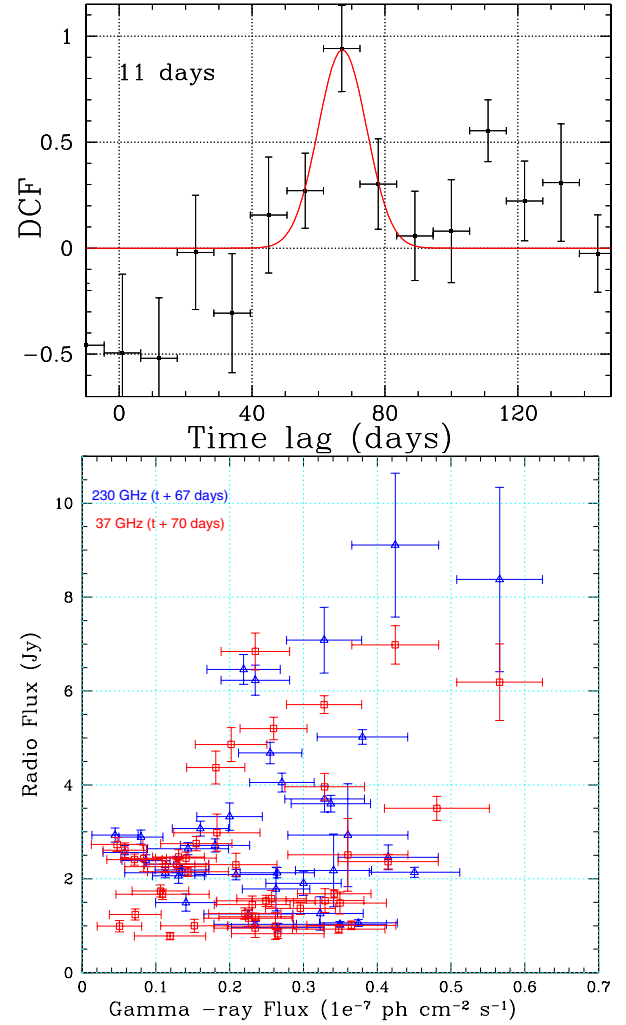 1
11 days
0.5
DCF
0
−0.5
0 40 80 120
Time lag (days)
10
230 GHz (t + 67 days)
37 GHz (t + 70 days)
8
6
Radio Flux (Jy)
4
2
0
0 0.1 0.2 0.3 0.4 0.5 0.6 0.7
Gamma −ray Flux (1e⁻⁷ ph cm⁻² s⁻¹)